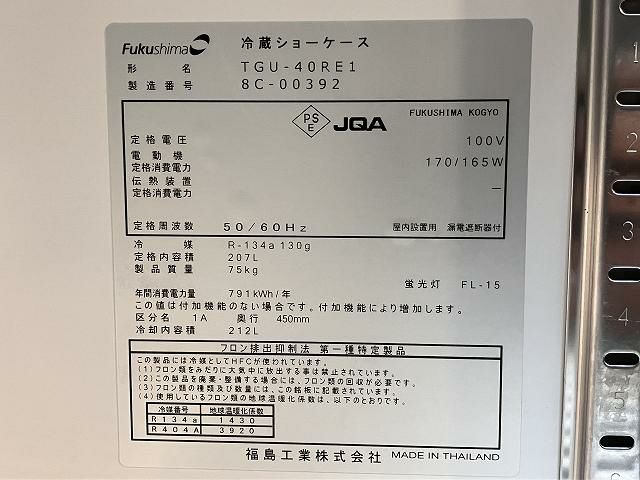 Fukushima 冷蔵ショーケース
形名 TGU-40RE1
製造番号 8C-00392
PSE JQA FUKUSHIMA KOGYO
定格電圧 100V
電動機
定格消費電力 170/165W
伝熱装置
定格消費電力 —
定格周波数 50/60Hz 屋内設置用 漏電遮断器付
冷媒 R-134a 130g
定格内容積 207L
製品質量 75kg
蛍光灯 FL-15
年間消費電力量 791kWh/年
この値は付加機能のない場合です。付加機能により増加します。
区分名 1A 奥行 450mm
冷却内容積 212L
フロン排出抑制法 第一種特定製品
この製品には冷媒としてHFCが使われています。
(1)フロン類をみだりに大気中に放出する事は禁止されています。
(2)この製品を廃棄・整備する場合には、フロン類の回収が必要です。
(3)フロン類の種類及び数量には、この銘板に記載されています。
(4)使用しているフロン類の地球温暖化係数は、以下のとおりです。
冷媒番号 地球温暖化係数
R134a 1430
R404A 3920
福島工業株式会社 MADE IN THAILAND
1
2
3
4
5